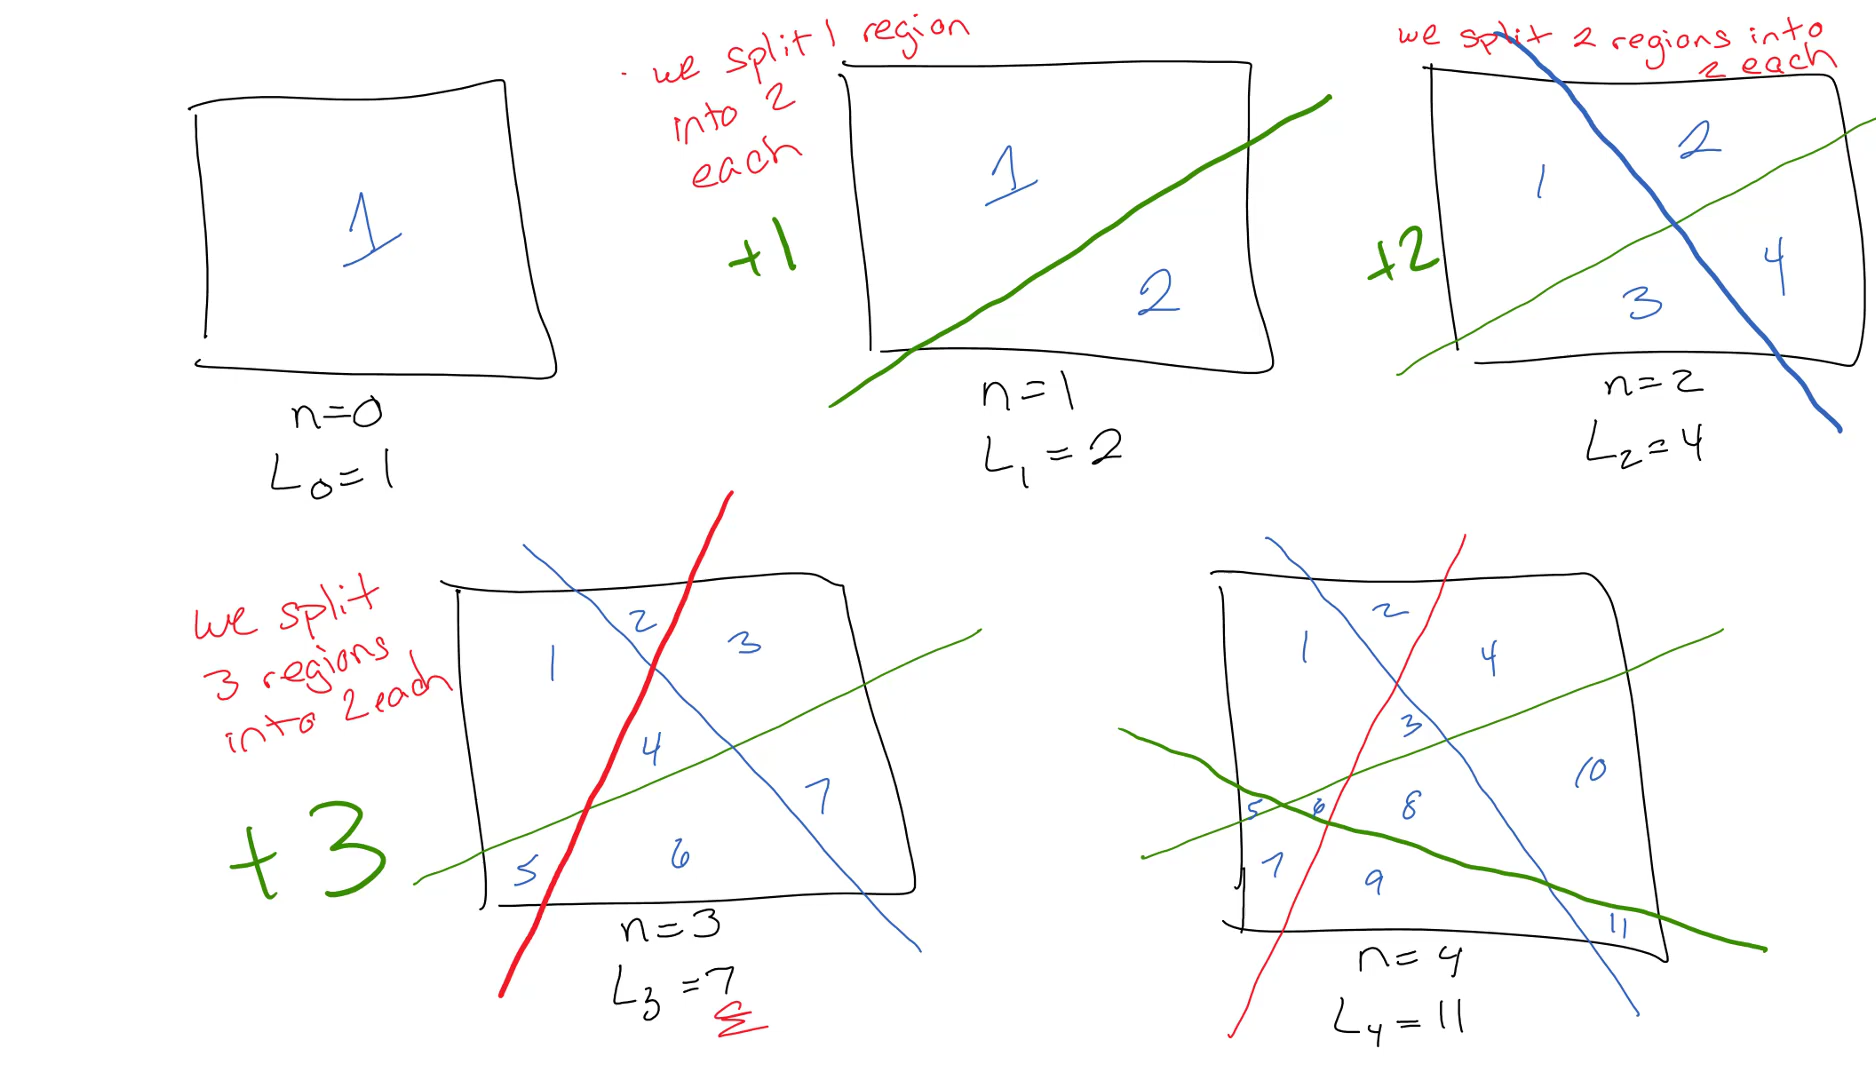 1
n=0
L0=1
we split 1 region
into 2
each
+1
1
2
n=1
L1=2
we split 2 regions into
2 each
+2
1
2
3
4
n=2
L2=4
we split
3 regions
into 2 each
+3
1
2
3
4
5
6
7
n=3
L3=7
1
2
3
4
5
6
7
8
9
10
11
n=4
L4=11